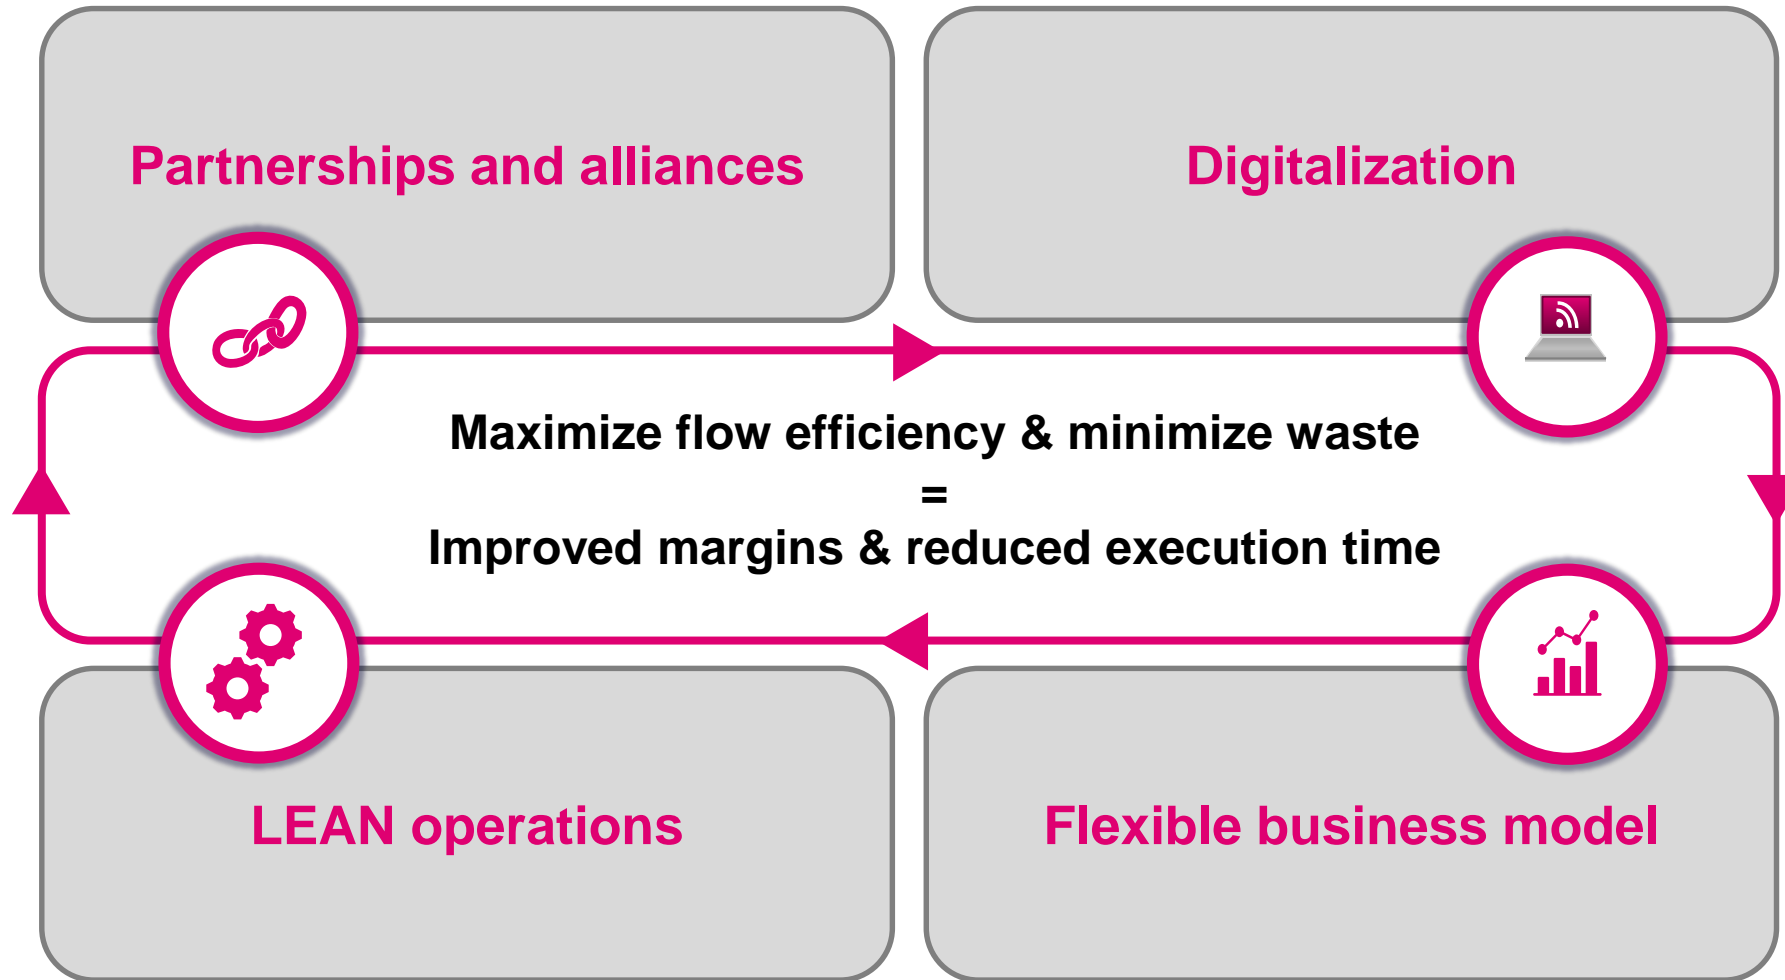 Partnerships and alliances
Digitalization
Maximize flow efficiency & minimize waste
=
Improved margins & reduced execution time
LEAN operations
Flexible business model